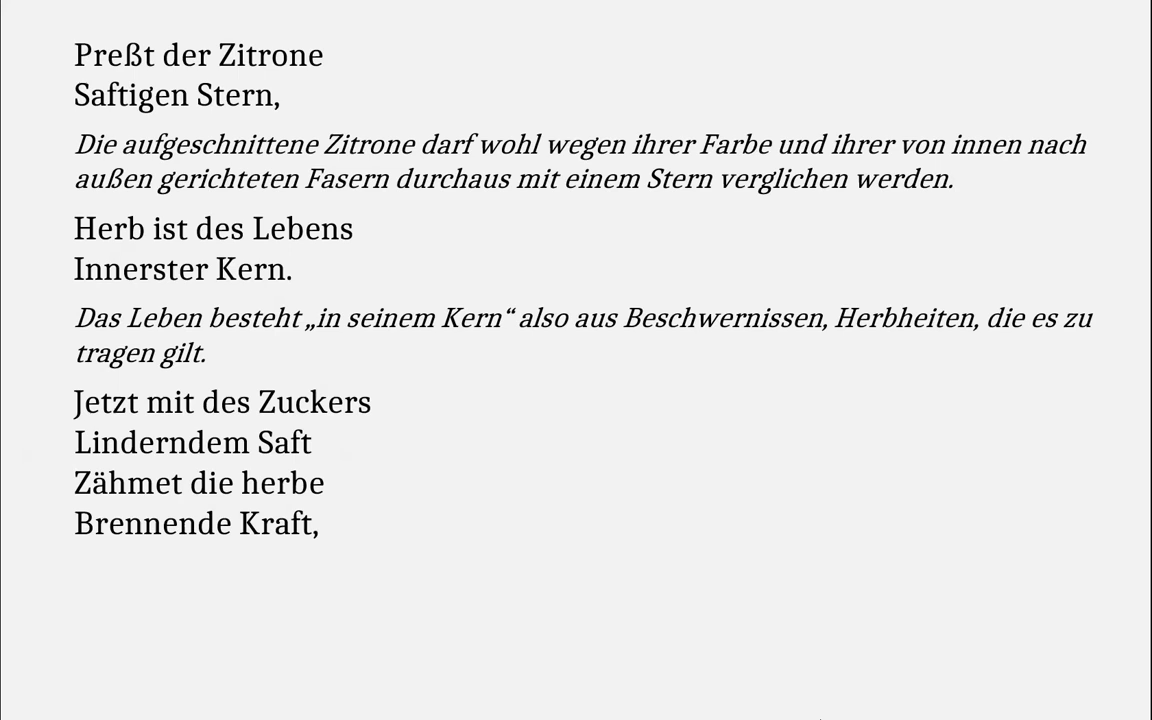 Preßt der Zitrone
Saftigen Stern,
Die aufgeschnittene Zitrone darf wohl wegen ihrer Farbe und ihrer von innen nach
außen gerichteten Fasern durchaus mit einem Stern verglichen werden.
Herb ist des Lebens
Innerster Kern.
Das Leben besteht „in seinem Kern“ also aus Beschwernissen, Herbheiten, die es zu
tragen gilt.
Jetzt mit des Zuckers
Linderndem Saft
Zähmet die herbe
Brennende Kraft,